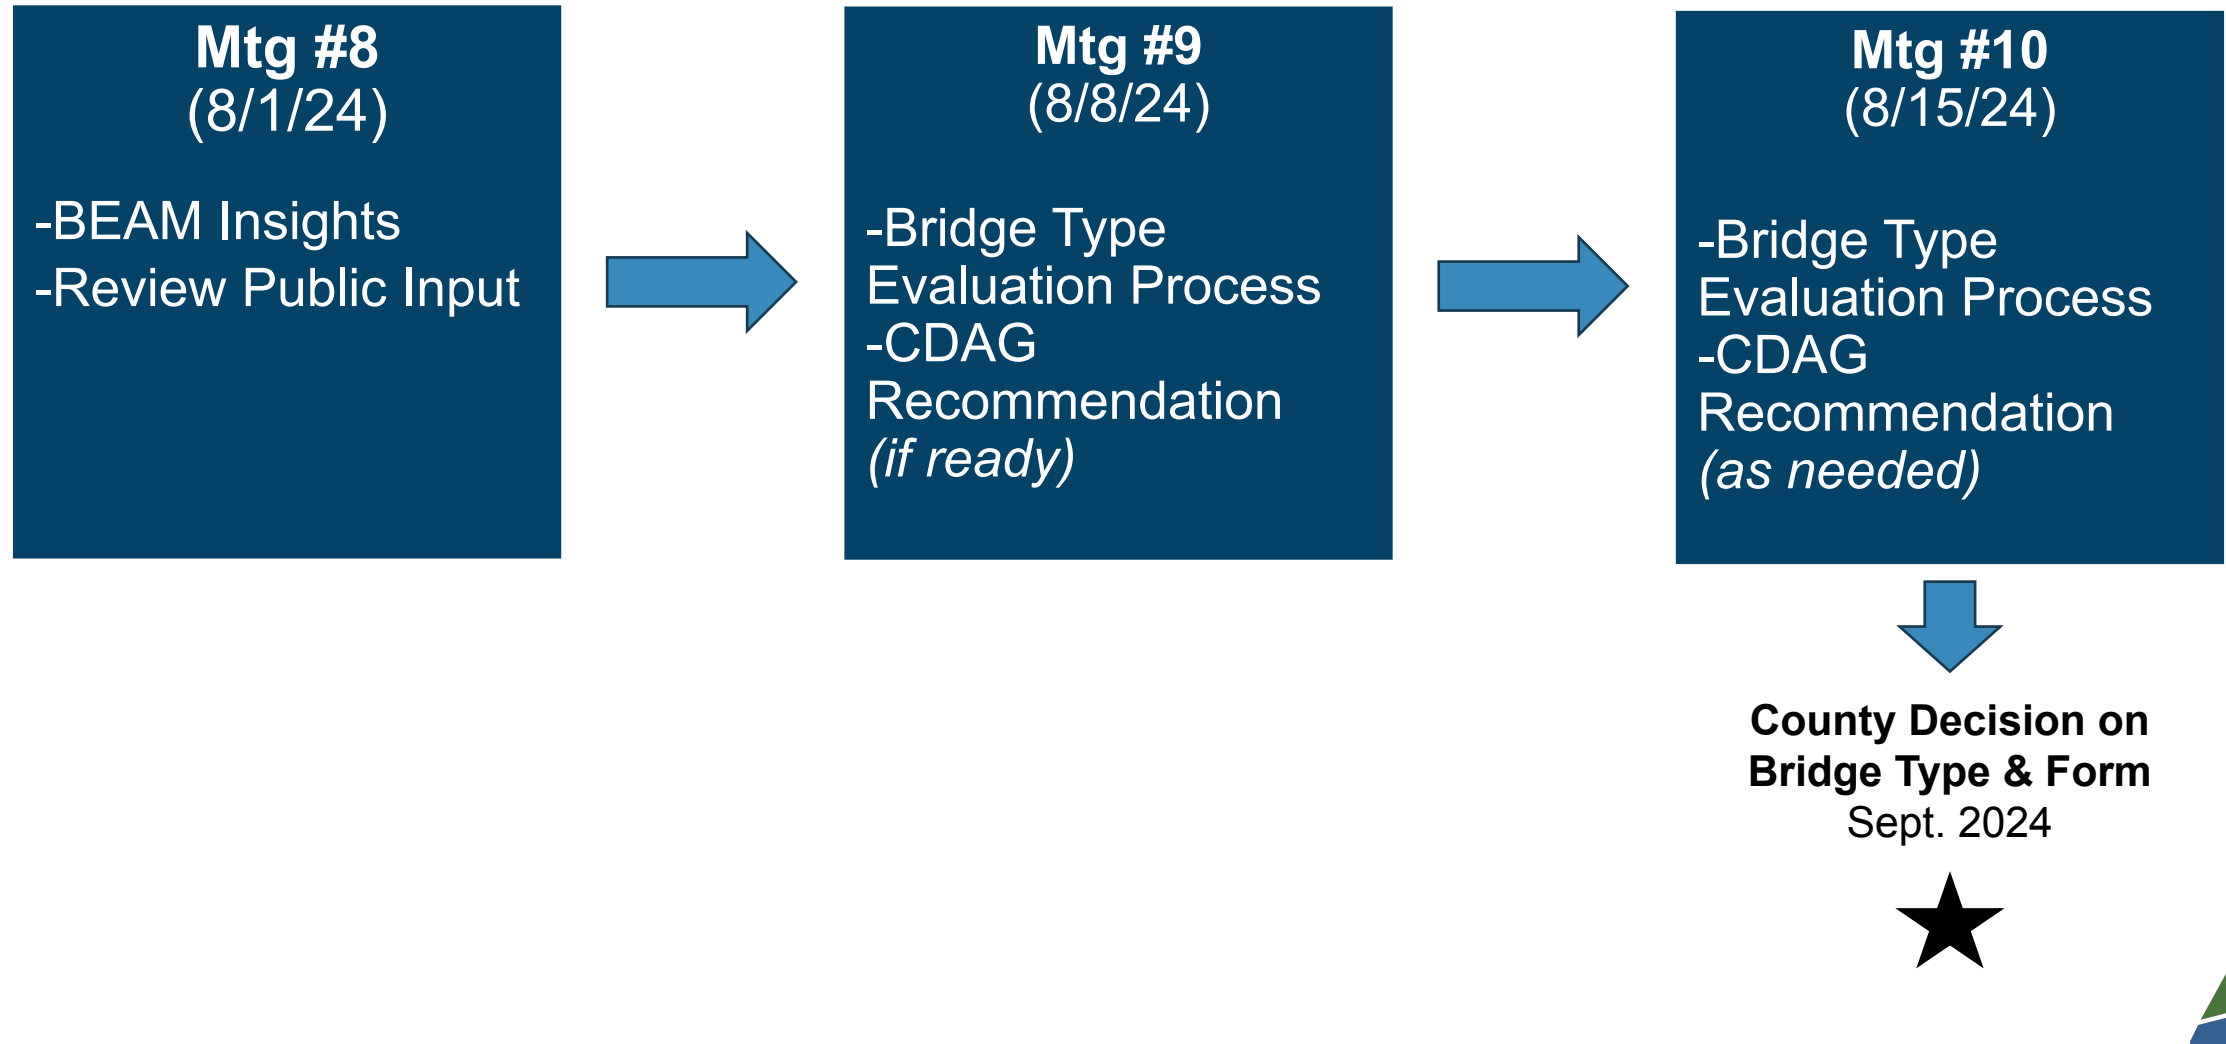 Mtg #8
(8/1/24)
-BEAM Insights
-Review Public Input
Mtg #9
(8/8/24)
-Bridge Type
Evaluation Process
-CDAG
Recommendation
(if ready)
Mtg #10
(8/15/24)
-Bridge Type
Evaluation Process
-CDAG
Recommendation
(as needed)
County Decision on
Bridge Type & Form
Sept. 2024